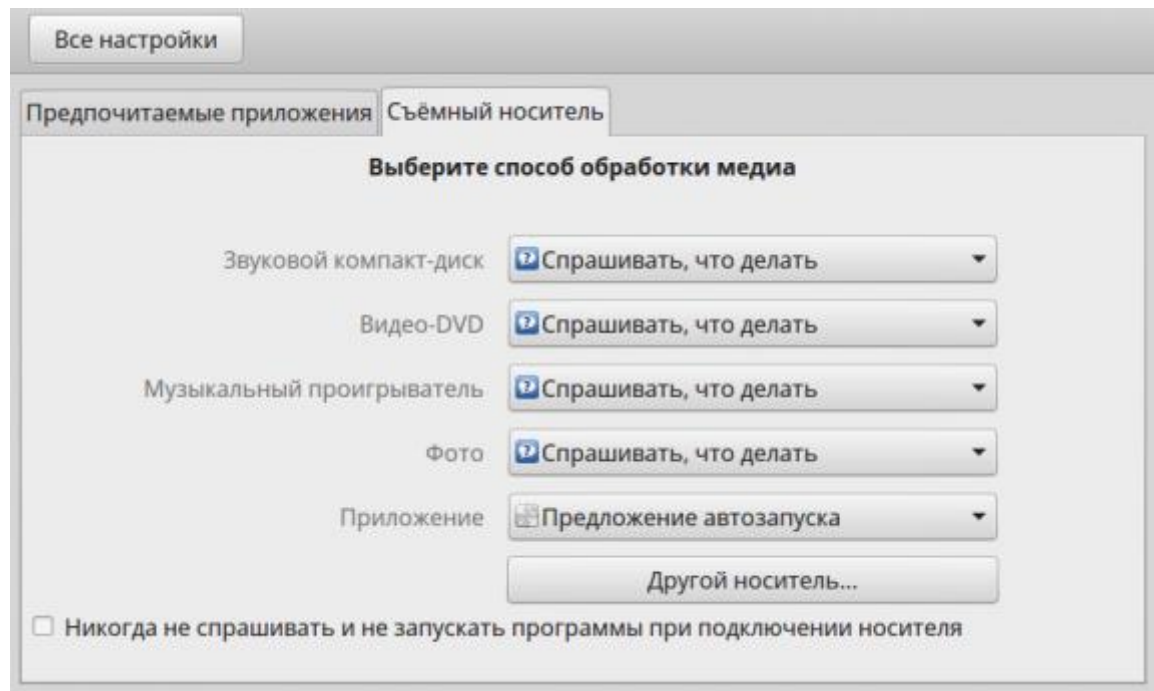 Все настройки
Предпочитаемые приложения Съёмный носитель
Выберите способ обработки медиа
Звуковой компакт-диск Спрашивать, что делать
Видео-DVD Спрашивать, что делать
Музыкальный проигрыватель Спрашивать, что делать
Фото Спрашивать, что делать
Приложение Предложение автозапуска
Другой носитель...
Никогда не спрашивать и не запускать программы при подключении носителя